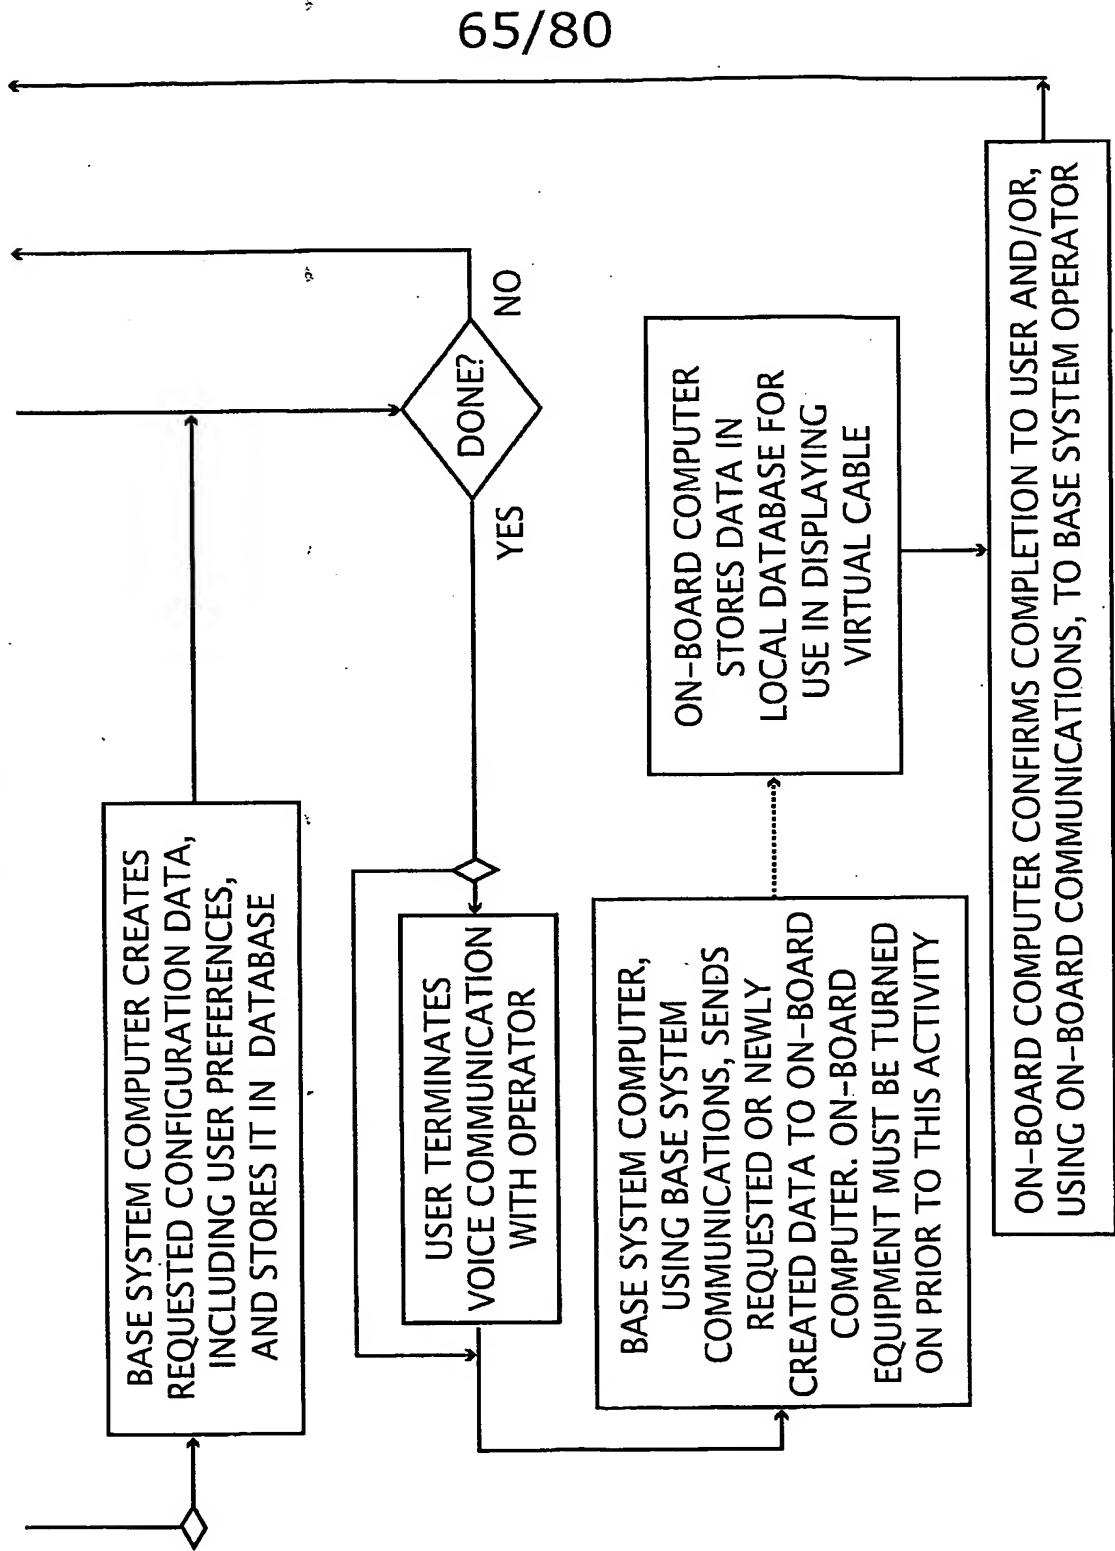 65/80
BASE SYSTEM COMPUTER CREATES
REQUESTED CONFIGURATION DATA,
INCLUDING USER PREFERENCES,
AND STORES IT IN DATABASE
DONE?
NO
YES
USER TERMINATES
VOICE COMMUNICATION
WITH OPERATOR
BASE SYSTEM COMPUTER,
USING BASE SYSTEM
COMMUNICATIONS, SENDS
REQUESTED OR NEWLY
CREATED DATA TO ON-BOARD
COMPUTER. ON-BOARD
EQUIPMENT MUST BE TURNED
ON PRIOR TO THIS ACTIVITY
ON-BOARD COMPUTER
STORES DATA IN
LOCAL DATABASE FOR
USE IN DISPLAYING
VIRTUAL CABLE
ON-BOARD COMPUTER CONFIRMS COMPLETION TO USER AND/OR,
USING ON-BOARD COMMUNICATIONS, TO BASE SYSTEM OPERATOR